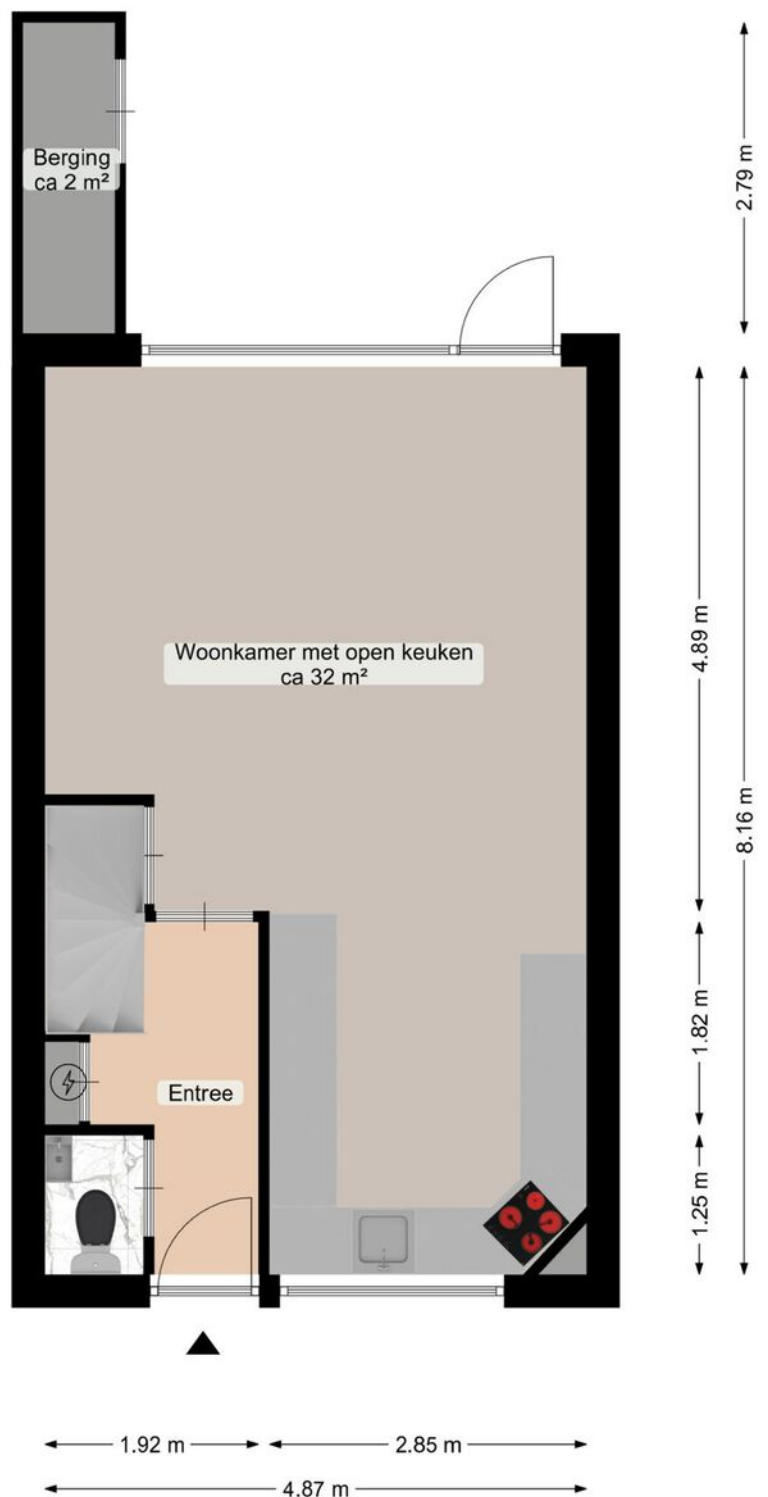 Berging
ca 2 m²
2.79 m
Woonkamer met open keuken
ca 32 m²
4.89 m
8.16 m
1.82 m
Entree
1.25 m
1.92 m
2.85 m
4.87 m